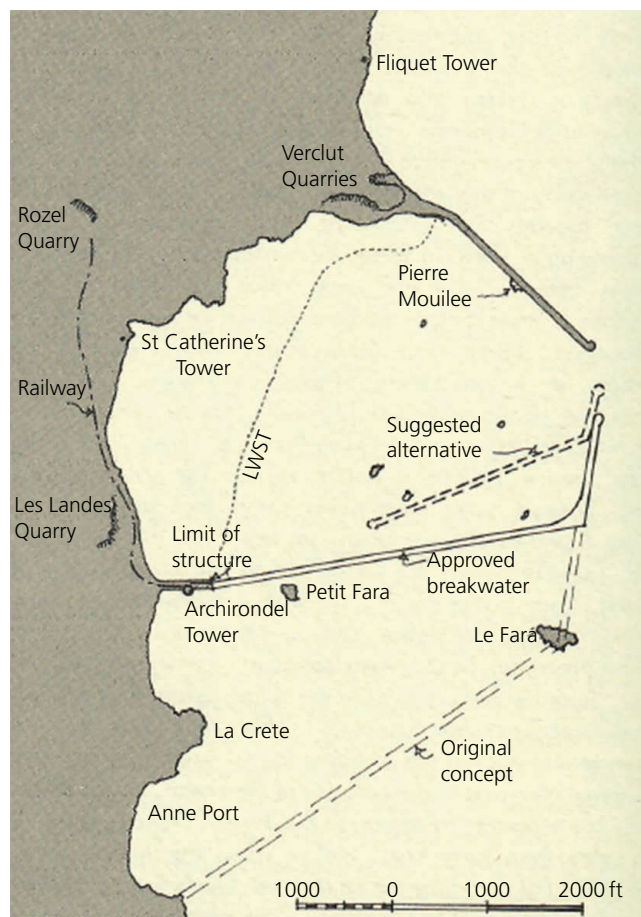 Fliquet Tower
Verclut
Quarries
Rozel
Quarry
Pierre
Mouilee
St Catherine's
Tower
Railway
Suggested
alternative
LWST
Les Landes
Quarry
Limit of
structure
Approved
breakwater
Petit Fara
Archirondel
Tower
Le Fara
La Crete
Original
concept
Anne Port
1000 0 1000 2000 ft